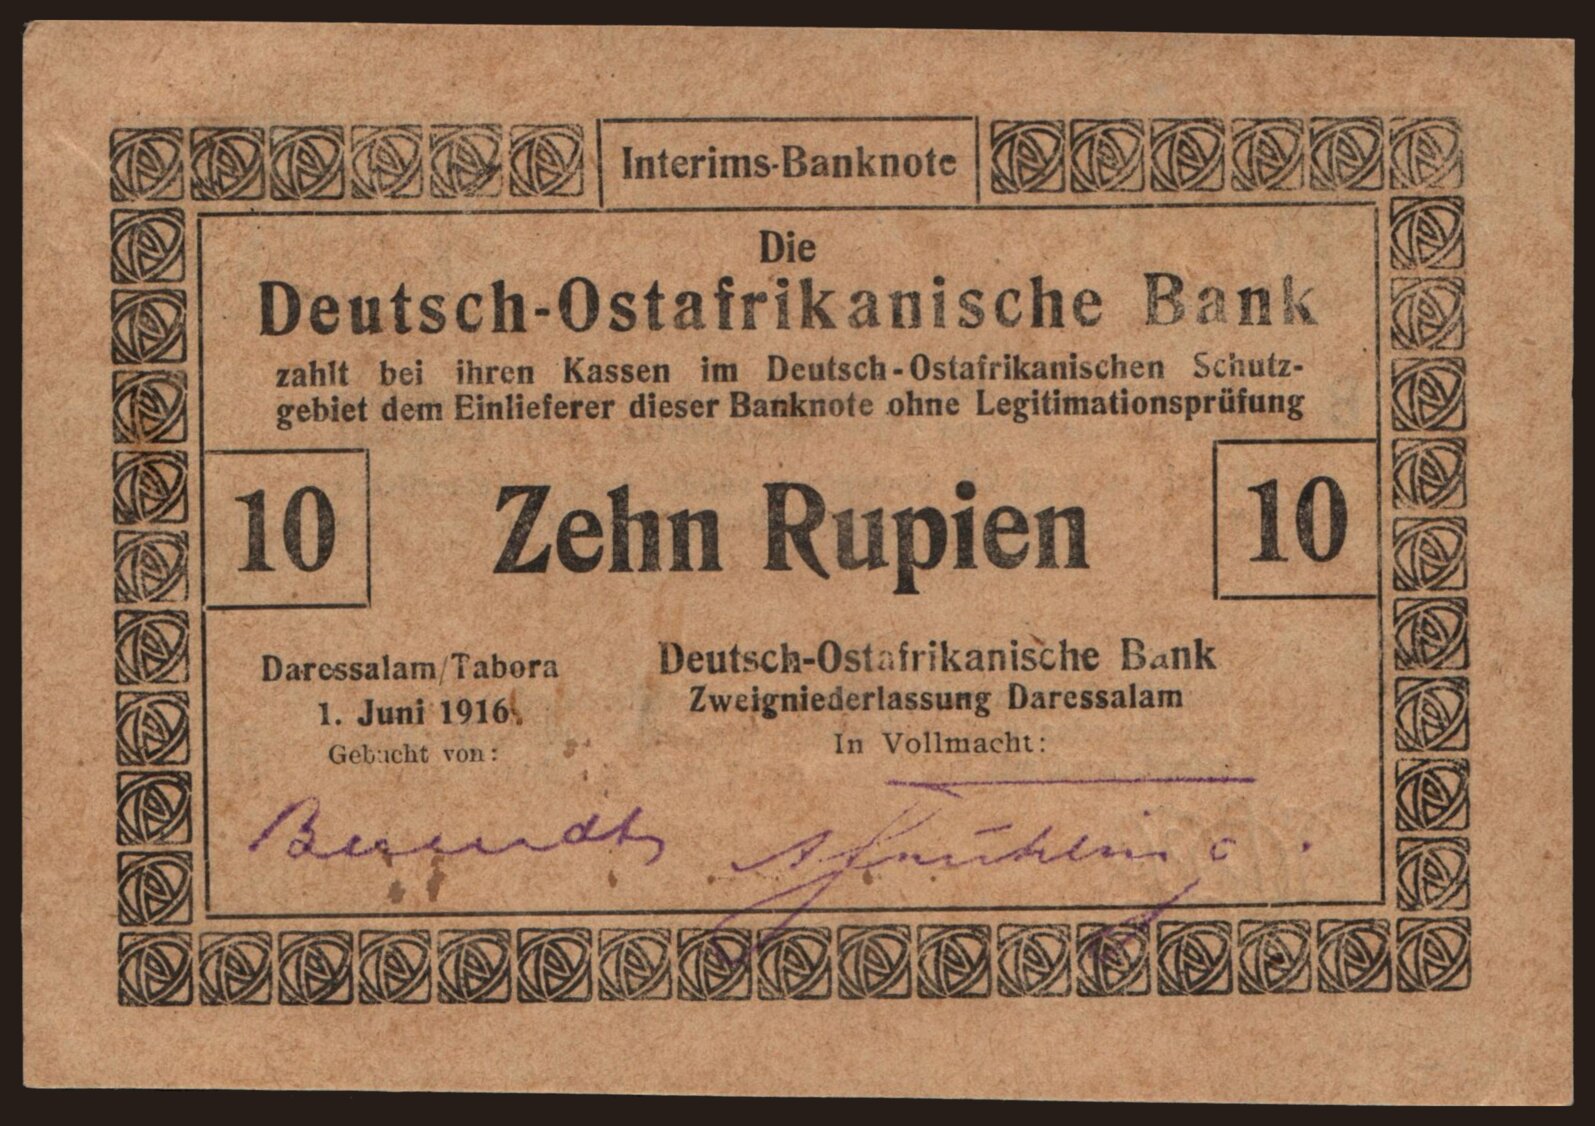 Interims-Banknote
Die
Deutsch-Ostafrikanische Bank
zahlt bei ihren Kassen im Deutsch-Ostafrikanischen Schutz-
gebiet dem Einlieferer dieser Banknote ohne Legitimationsprüfung
10 Zehn Rupien 10
Daressalam/Tabora
1. Juni 1916.
Gebucht von:
Deutsch-Ostafrikanische Bank
Zweigniederlassung Daressalam
In Vollmacht:
Berendt